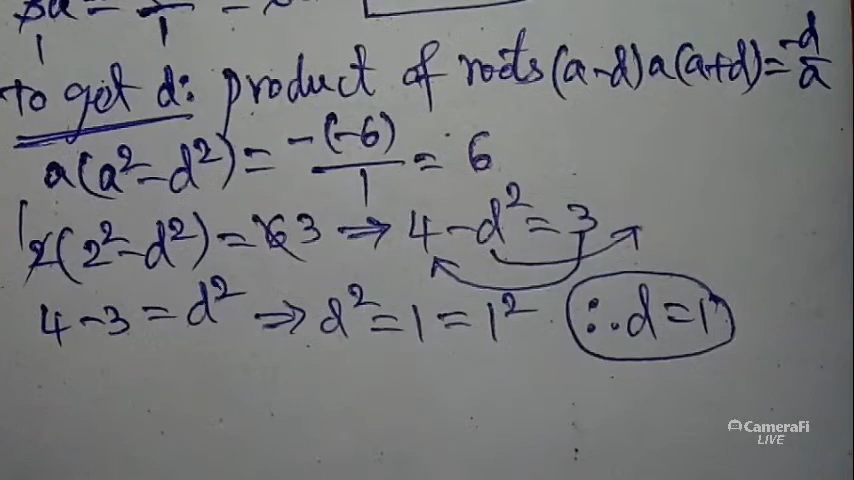 to get d: product of roots (a-d)a(a+d) = -d/a
a(a²-d²) = -(-6)/1 = 6
2(2²-d²) = 6 3 ⇒ 4-d² = 3
4-3 = d² ⇒ d² = 1 = 1² ∴ d = 1
CameraFi
LIVE